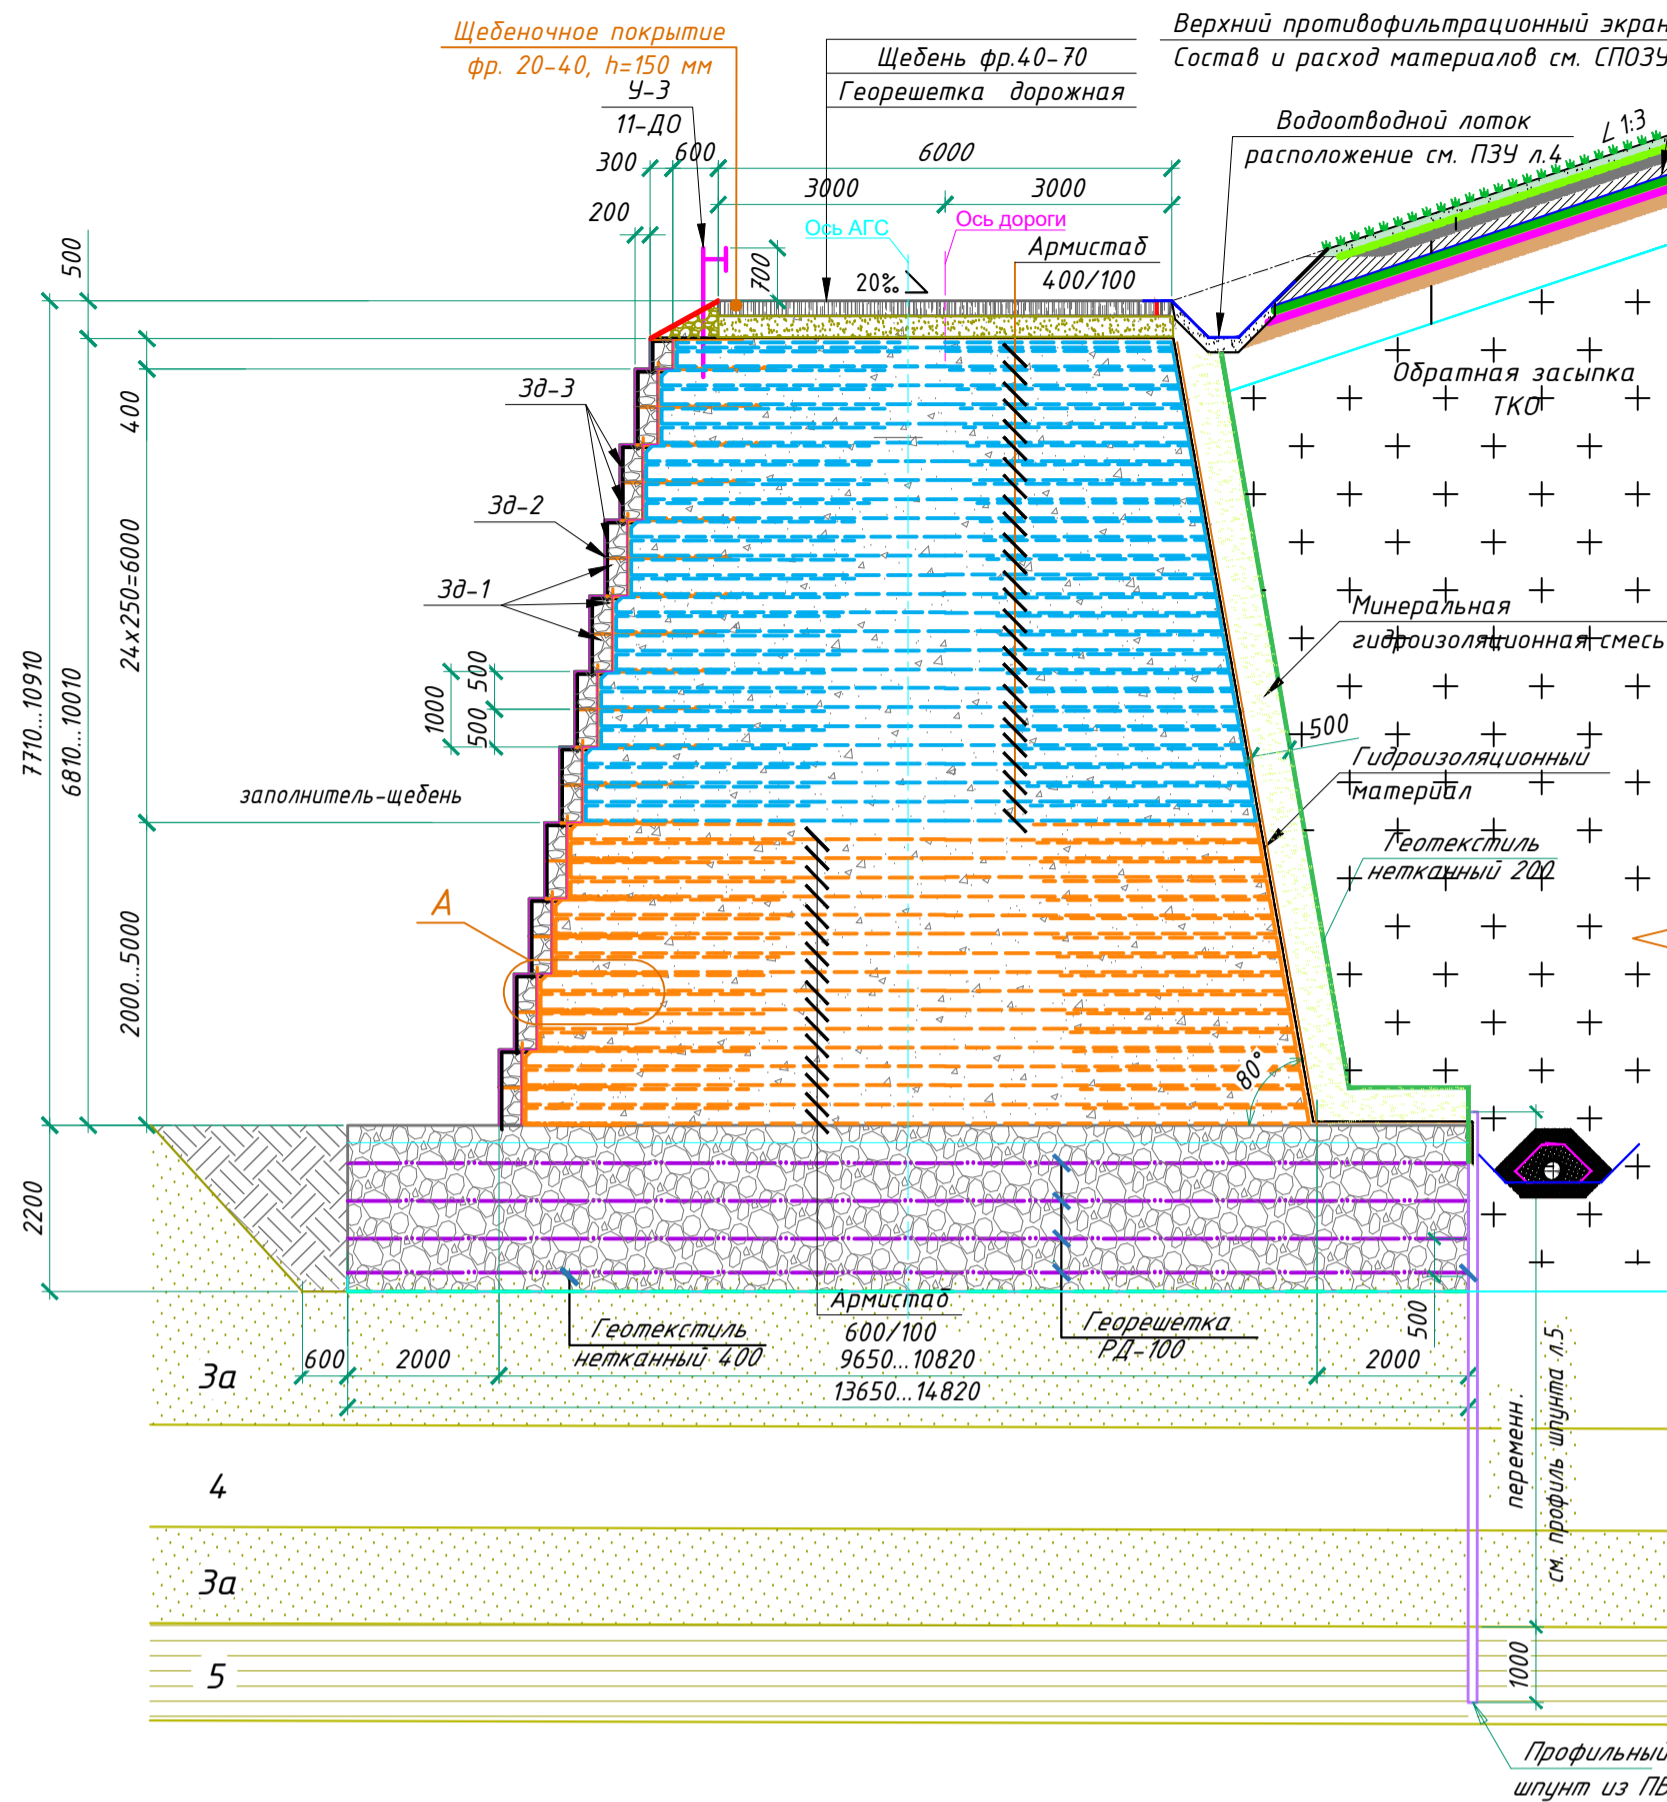 Щебеночное покрытие
фр. 20-40, h=150 мм
У-3
11-ДО
Щебень фр.40-70
Георешетка дорожная
Верхний противофильтрационный экран
Состав и расход материалов см. СПОЗУ
Водоотводной лоток
расположение см. ПЗУ л.4
∠ 1:3
300
600
6000
3000
3000
200
Ось АГС
Ось дороги
700
20‰
Армистаб
400/100
500
400
24x250=6000
7710...10910
6810...10010
2000...5000
2200
Зд-3
Зд-2
Зд-1
1000
500
500
заполнитель-щебень
А
Обратная засыпка
ТКО
Минеральная
гидроизоляционная смесь
500
Гидроизоляционный
материал
Геотекстиль
нетканный 200
80°
Геотекстиль
нетканный 400
Армистаб
600/100
Георешетка
РД-100
500
600
2000
9650...10820
2000
13650...14820
3а
4
3а
5
переменн.
см. профиль шпунта л.5
1000
Профильный
шпунт из ПВ